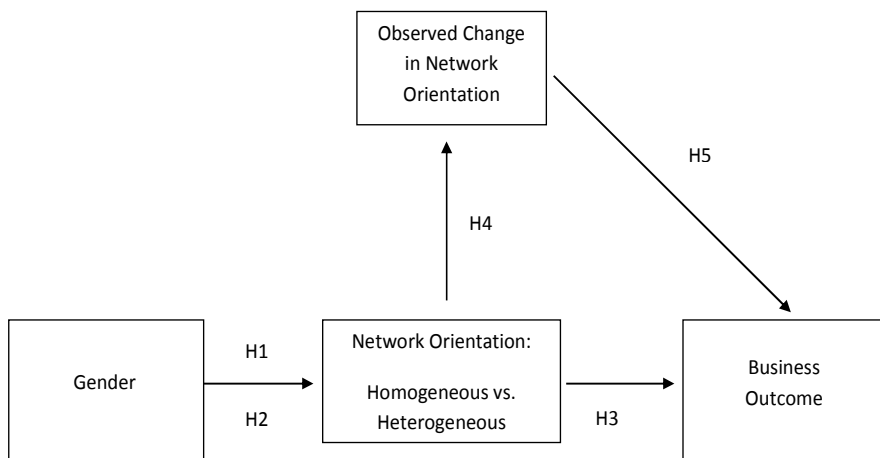 Observed Change
in Network
Orientation
H5
H4
Gender
H1
H2
Network Orientation:
Homogeneous vs.
Heterogeneous
H3
Business
Outcome